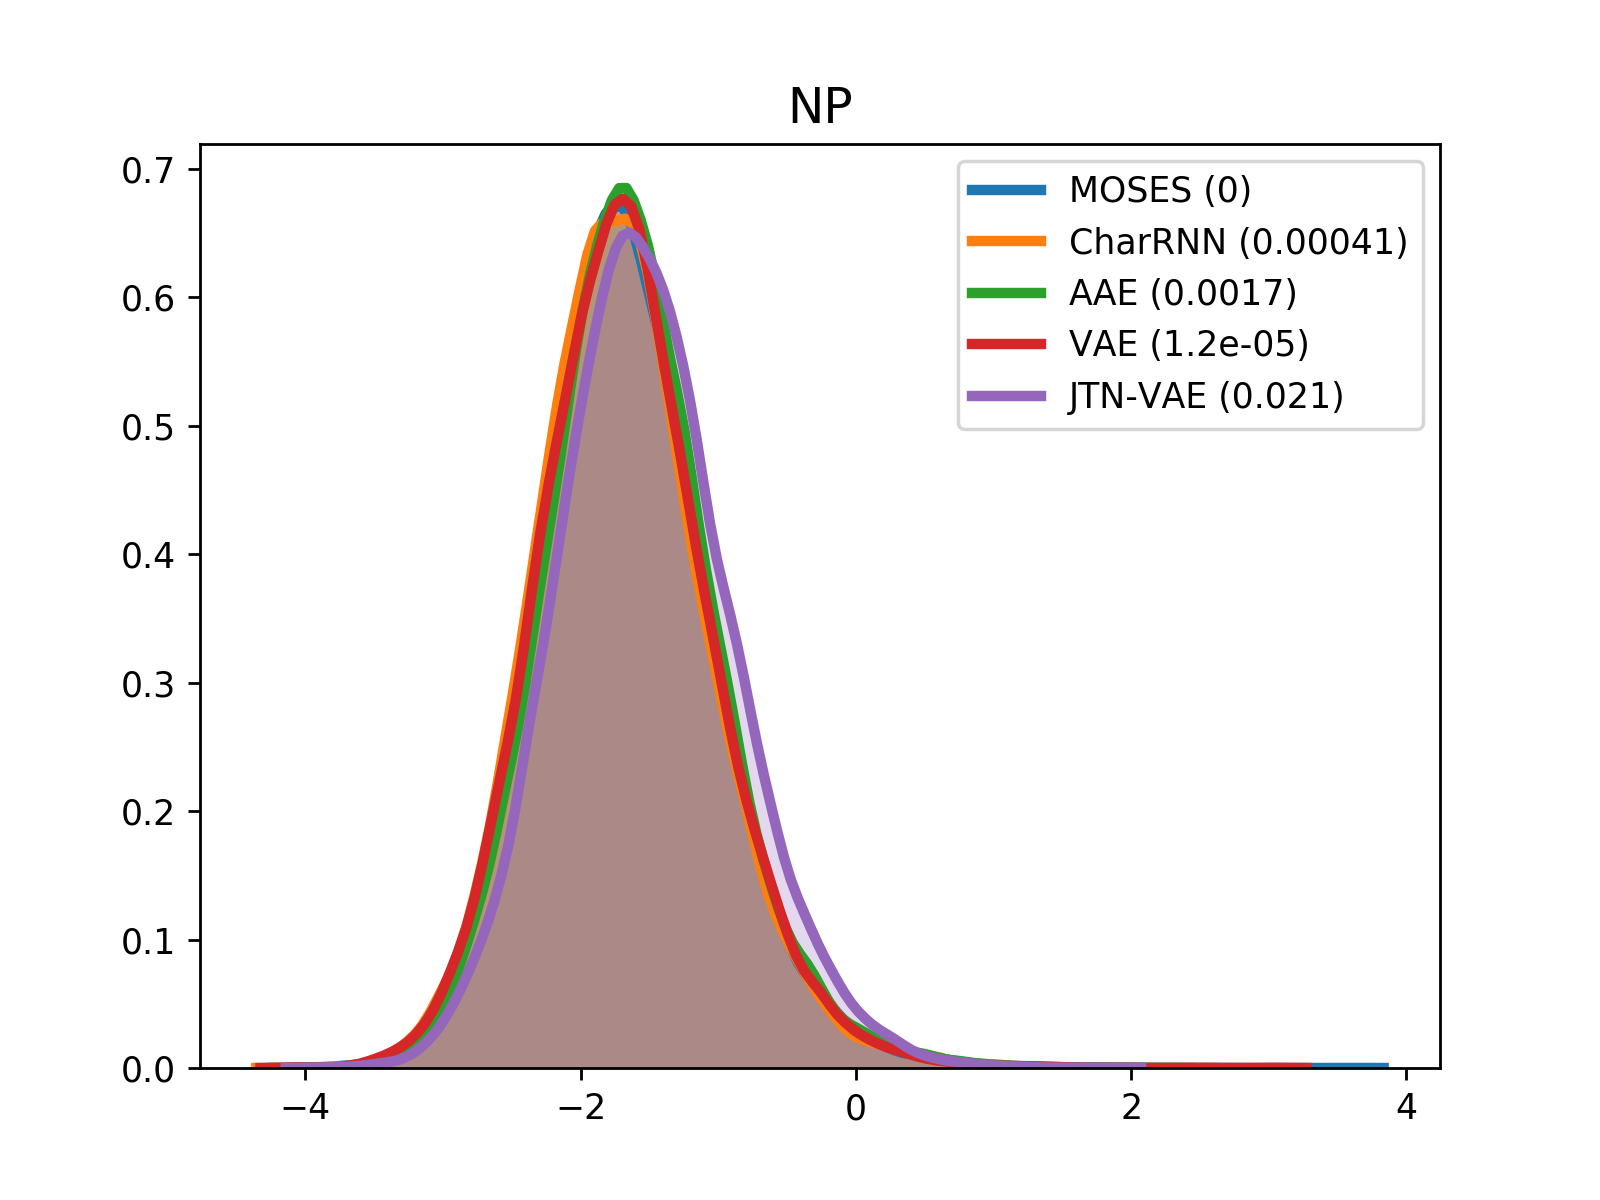 NP
0.7
0.6
0.5
0.4
0.3
0.2
0.1
0.0
MOSES (0)
CharRNN (0.00041)
AAE (0.0017)
VAE (1.2e-05)
JTN-VAE (0.021)
−4
−2
0
2
4